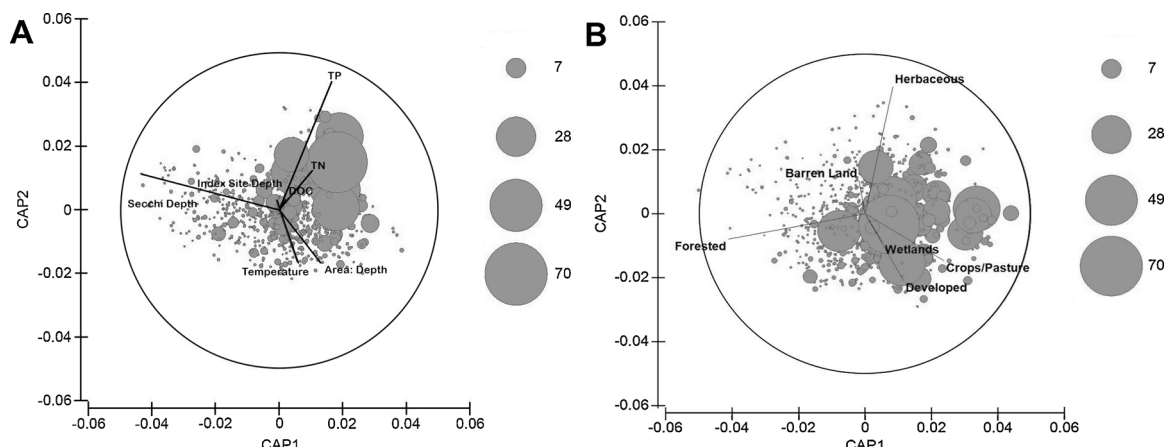 A
0.06
0.04
0.02
0
-0.02
-0.04
-0.06
CAP2
TP
TN
DOC
Index Site Depth
Secchi Depth
Temperature
Area: Depth
-0.06 -0.04 -0.02 0 0.02 0.04 0.06
CAP1
7
28
49
70
B
0.06
0.04
0.02
0
-0.02
-0.04
-0.06
CAP2
Herbaceous
Barren Land
Forested
Wetlands
Crops/Pasture
Developed
-0.06 -0.04 -0.02 0 0.02 0.04 0.06
CAP1
7
28
49
70